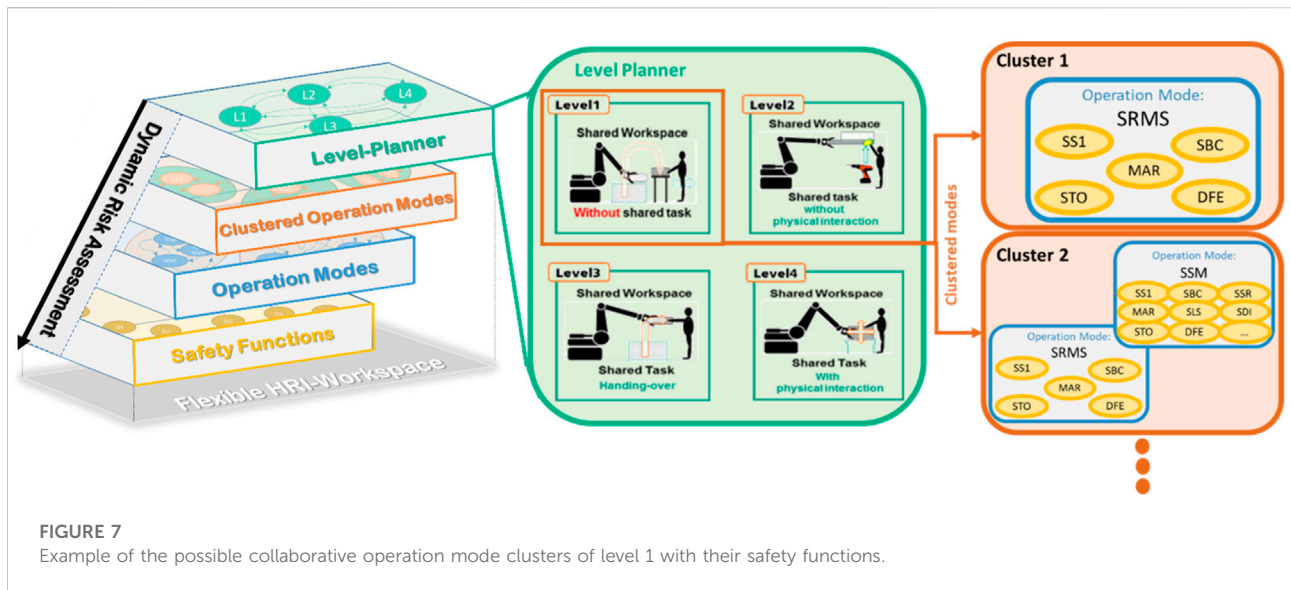 Dynamic Risk Assessment
L1
L2
L3
L4
Level-Planner
Clustered Operation Modes
Operation Modes
Safety Functions
Flexible HRI-Workspace
Level Planner
Level1
Shared Workspace
Without shared task
Level2
Shared Workspace
Shared task
without
physical interaction
Level3
Shared Workspace
Shared Task
Handing-over
Level4
Shared Workspace
Shared Task
With
physical interaction
Clustered modes
Cluster 1
Operation Mode:
SRMS
SS1
SBC
MAR
STO
DFE
Cluster 2
Operation Mode:
SSM
SS1
SBC
SSR
MAR
SLS
SDI
STO
DFE
...
Operation Mode:
SRMS
SS1
SBC
MAR
STO
DFE
FIGURE 7
Example of the possible collaborative operation mode clusters of level 1 with their safety functions.